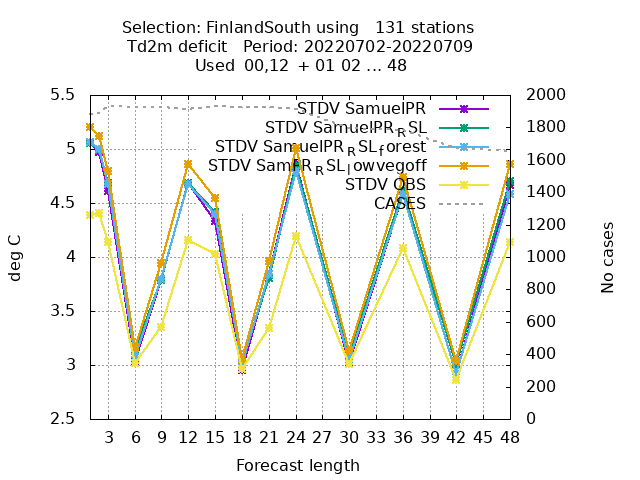 Selection: FinlandSouth using 131 stations
Td2m deficit Period: 20220702-20220709
Used 00,12 + 01 02 ... 48
5.5
5
4.5
4
3.5
3
2.5
deg C
2000
1800
1600
1400
1200
1000
800
600
400
200
0
No cases
STDV SamuelPR
STDV SamuelPR_RSL
STDV SamuelPR_RSL_forest
STDV SamPR_RSL_lowvegoff
STDV OBS
CASES
3 6 9 12 15 18 21 24 27 30 33 36 39 42 45 48
Forecast length